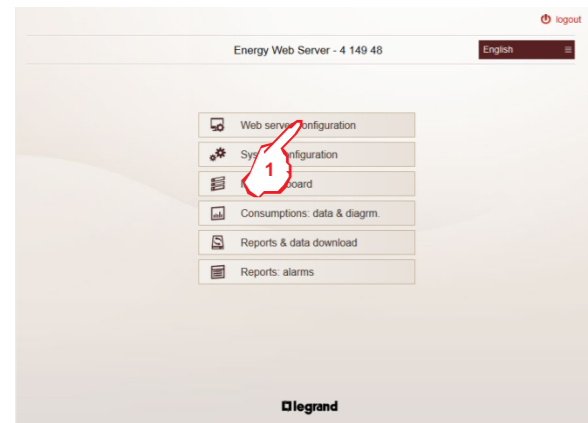 logout
Energy Web Server - 4 149 48
English
Web server configuration
System configuration
board
Consumptions: data & diagrm.
Reports & data download
Reports: alarms
1
legrand